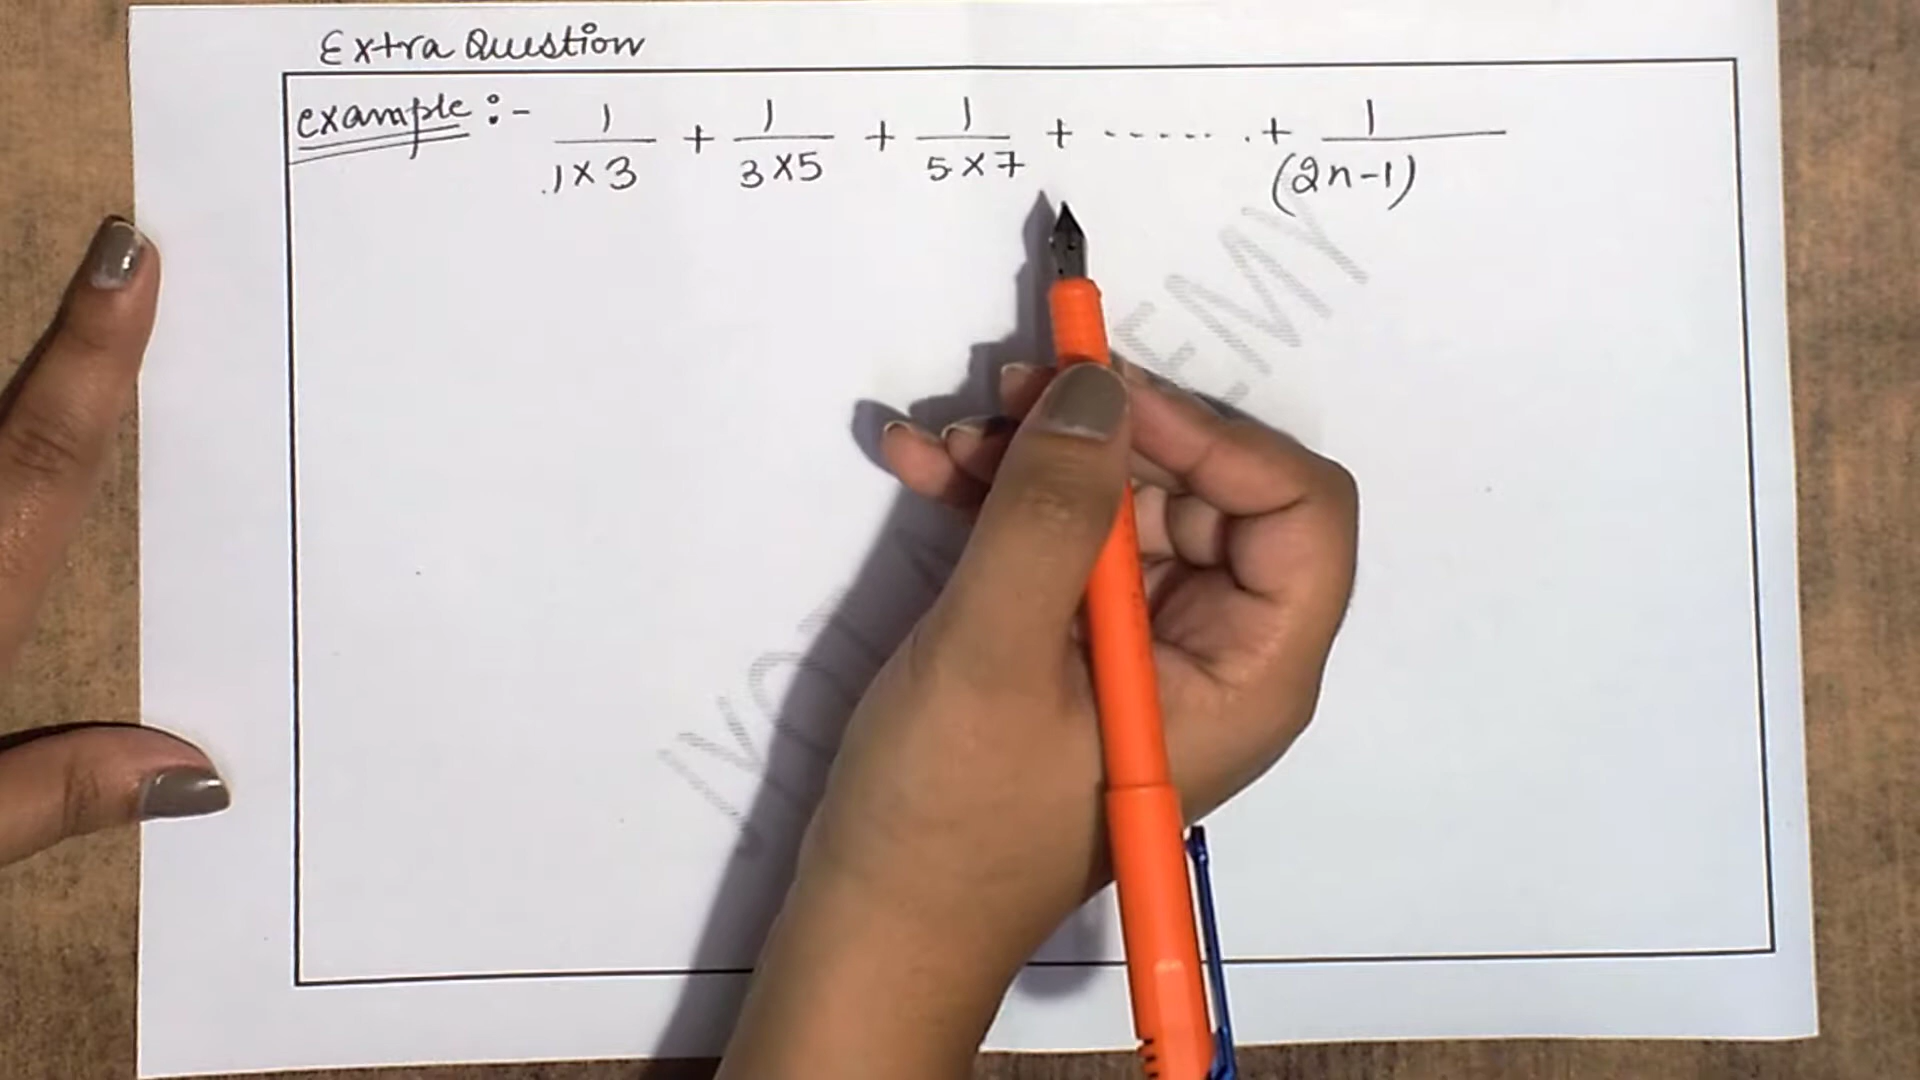 Extra Question
example :- 1/1×3 + 1/3×5 + 1/5×7 + ....... + 1/(2n-1)